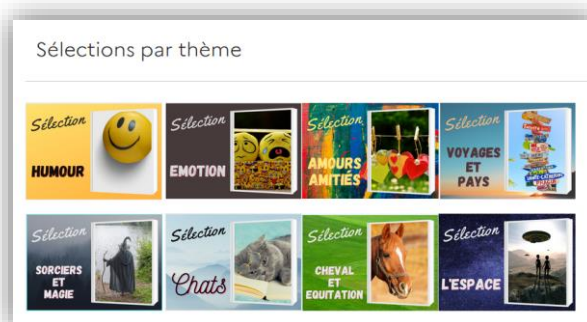 Sélections par thème
Sélection
HUMOUR
Sélection
EMOTION
Sélection
AMOURS
AMITIÉS
Sélection
VOYAGES
ET
PAYS
Sélection
SORCIERS
ET
MAGIE
Sélection
Chats
Sélection
CHEVAL
ET
EQUITATION
Sélection
L'ESPACE